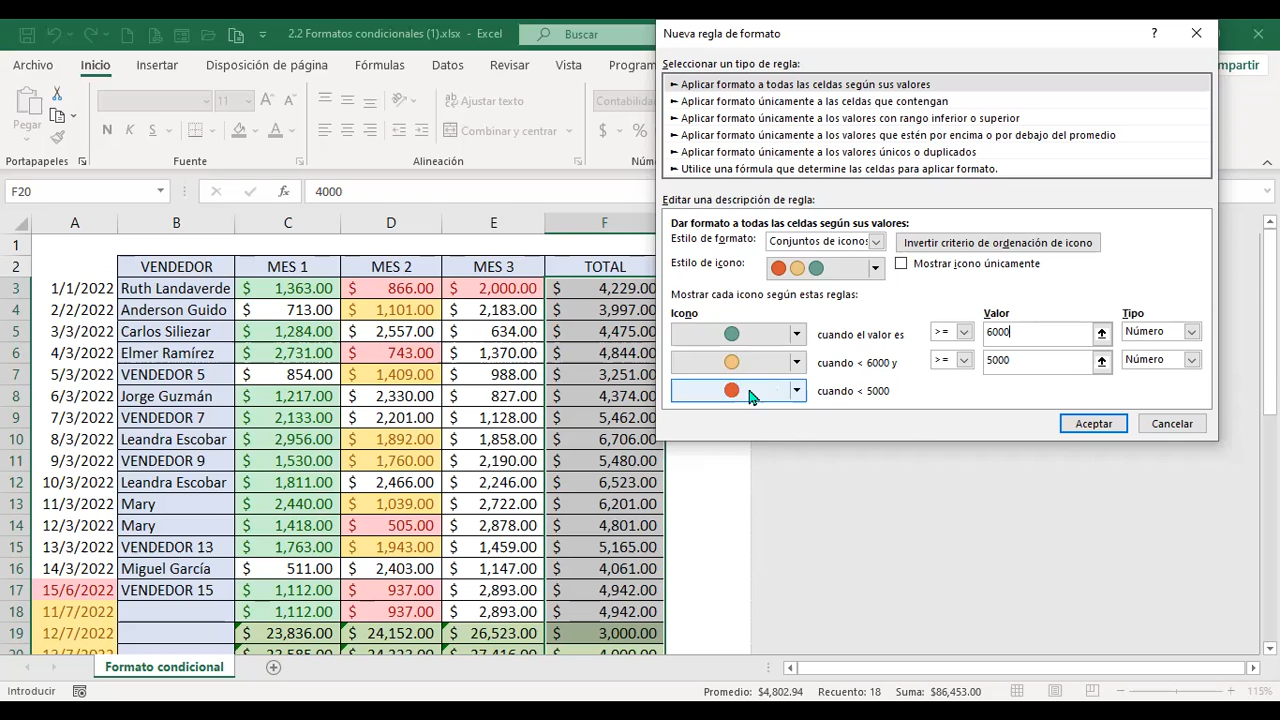 2.2 Formatos condicionales (1).xlsx - Excel
Buscar
Archivo Inicio Insertar Disposición de página Fórmulas Datos Revisar Vista Program
mpartir
Pegar
11
N K S
Ajustar texto
Combinar y centrar
Contabilidad
$ %
Portapapeles Fuente Alineación Núm
F20 fx 4000
A B C D E F
1
2 VENDEDOR MES 1 MES 2 MES 3 TOTAL
3 1/1/2022 Ruth Landaverde $ 1,363.00 $ 866.00 $ 2,000.00 $ 4,229.00
4 2/2/2022 Anderson Guido $ 713.00 $ 1,101.00 $ 2,183.00 $ 3,997.00
5 3/3/2022 Carlos Siliezar $ 1,284.00 $ 2,557.00 $ 634.00 $ 4,475.00
6 4/3/2022 Elmer Ramírez $ 2,731.00 $ 743.00 $ 1,370.00 $ 4,844.00
7 5/3/2022 VENDEDOR 5 $ 854.00 $ 1,409.00 $ 988.00 $ 3,251.00
8 6/3/2022 Jorge Guzmán $ 1,217.00 $ 2,330.00 $ 827.00 $ 4,374.00
9 7/3/2022 VENDEDOR 7 $ 2,133.00 $ 2,201.00 $ 1,128.00 $ 5,462.00
10 8/3/2022 Leandra Escobar $ 2,956.00 $ 1,892.00 $ 1,858.00 $ 6,706.00
11 9/3/2022 VENDEDOR 9 $ 1,530.00 $ 1,760.00 $ 2,190.00 $ 5,480.00
12 10/3/2022 Leandra Escobar $ 1,811.00 $ 2,466.00 $ 2,246.00 $ 6,523.00
13 11/3/2022 Mary $ 2,440.00 $ 1,039.00 $ 2,722.00 $ 6,201.00
14 12/3/2022 Mary $ 1,418.00 $ 505.00 $ 2,878.00 $ 4,801.00
15 13/3/2022 VENDEDOR 13 $ 1,763.00 $ 1,943.00 $ 1,459.00 $ 5,165.00
16 14/3/2022 Miguel García $ 511.00 $ 2,403.00 $ 1,147.00 $ 4,061.00
17 15/6/2022 VENDEDOR 15 $ 1,112.00 $ 937.00 $ 2,893.00 $ 4,942.00
18 11/7/2022 $ 1,112.00 $ 937.00 $ 2,893.00 $ 4,942.00
19 12/7/2022 $ 23,836.00 $ 24,152.00 $ 26,523.00 $ 3,000.00
Formato condicional
Introducir
Promedio: $4,802.94 Recuento: 18 Suma: $86,453.00 115%
Nueva regla de formato
?
Seleccionar un tipo de regla:
► Aplicar formato a todas las celdas según sus valores
► Aplicar formato únicamente a las celdas que contengan
► Aplicar formato únicamente a los valores con rango inferior o superior
► Aplicar formato únicamente a los valores que estén por encina o por debajo del promedio
► Aplicar formato únicamente a los valores únicos o duplicados
► Utilice una fórmula que determine las celdas para aplicar formato.
Editar una descripción de regla:
Dar formato a todas las celdas según sus valores:
Estilo de formato: Conjuntos de iconos Invertir criterio de ordenación de icono
Estilo de icono: Mostrar icono únicamente
Mostrar cada icono según estas reglas:
Icono Valor Tipo
cuando el valor es >= 6000 Número
cuando < 6000 y >= 5000 Número
cuando < 5000
Aceptar Cancelar